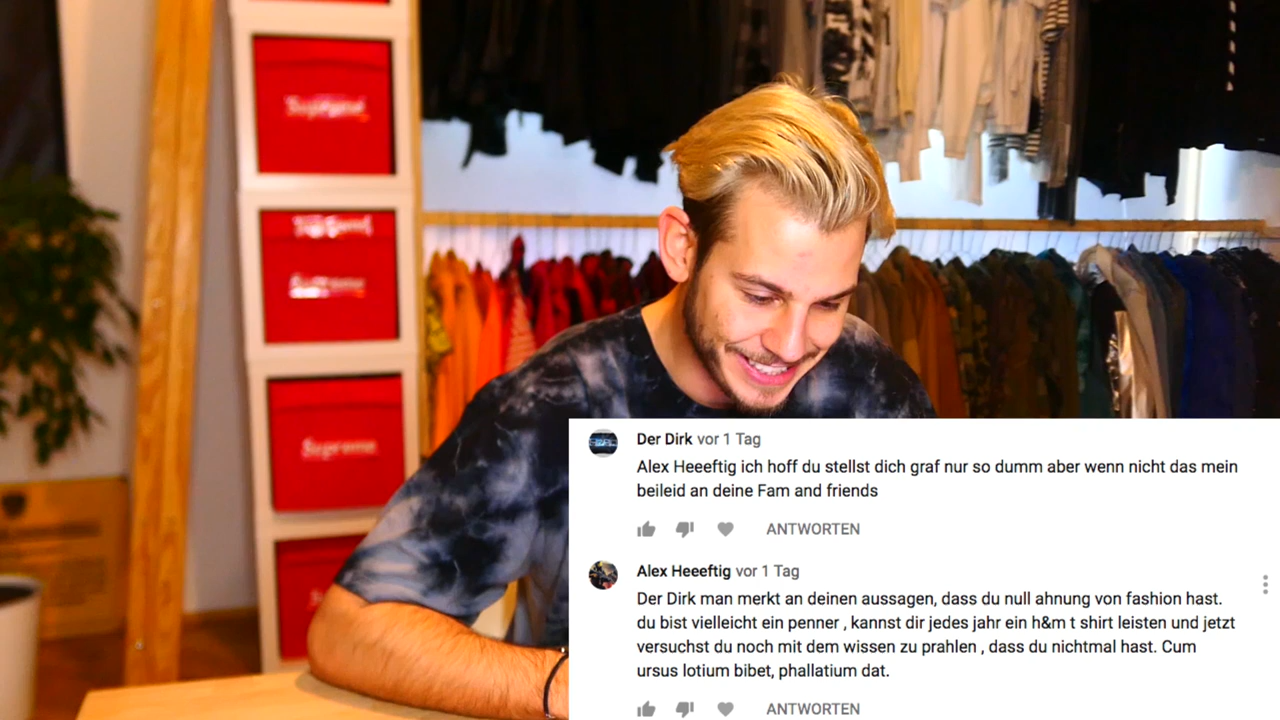 Supreme
Supreme
Supreme
Der Dirk vor 1 Tag
Alex Heeeftig ich hoff du stellst dich graf nur so dumm aber wenn nicht das mein
beileid an deine Fam and friends
ANTWORTEN
Alex Heeeftig vor 1 Tag
Der Dirk man merkt an deinen aussagen, dass du null ahnung von fashion hast.
du bist vielleicht ein penner , kannst dir jedes jahr ein h&m t shirt leisten und jetzt
versuchst du noch mit dem wissen zu prahlen , dass du nichtmal hast. Cum
ursus lotium bibet, phallatium dat.
ANTWORTEN